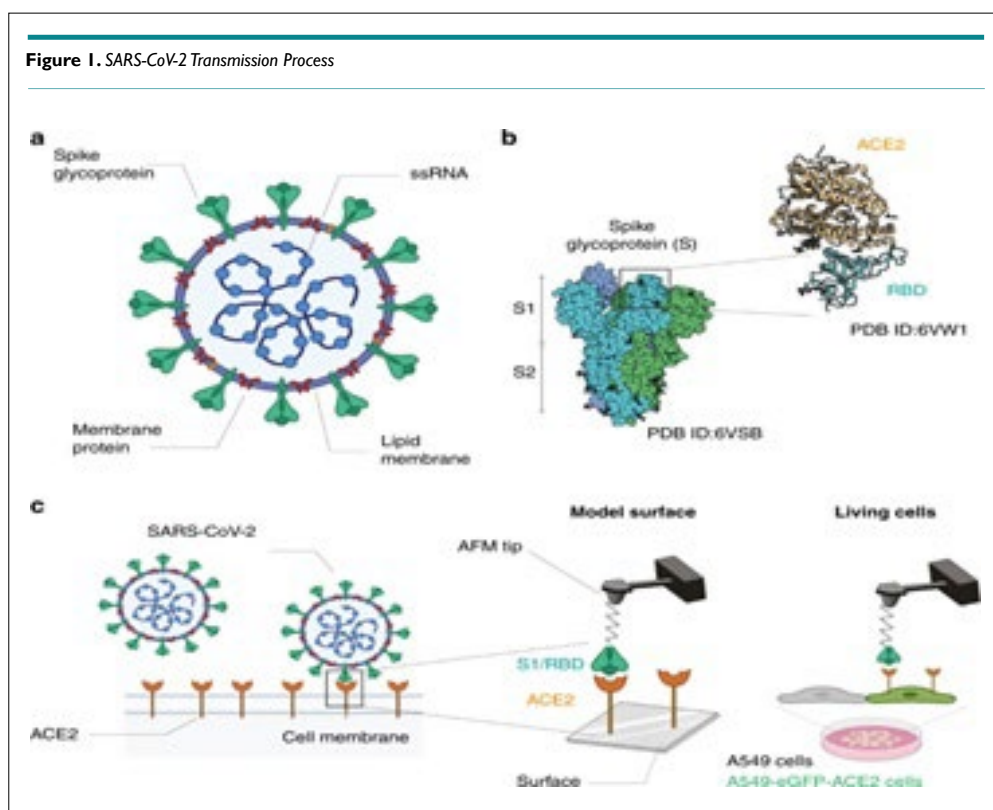 Figure 1. SARS-CoV-2 Transmission Process
a
Spike
glycoprotein
ssRNA
Membrane
protein
Lipid
membrane
b
ACE2
Spike
glycoprotein (S)
S1
RBD
PDB ID:6VW1
S2
PDB ID:6VSB
c
SARS-CoV-2
ACE2
Cell membrane
Model surface
AFM tip
S1/RBD
ACE2
Surface
Living cells
A549 cells
A549-eGFP-ACE2 cells